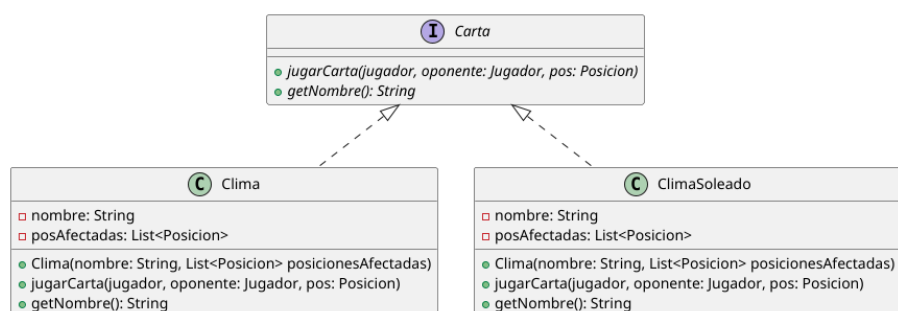 I Carta
jugarCarta(jugador, oponente: Jugador, pos: Posicion)
getNombre(): String
C Clima
nombre: String
posAfectadas: List<Posicion>
Clima(nombre: String, List<Posicion> posicionesAfectadas)
jugarCarta(jugador, oponente: Jugador, pos: Posicion)
getNombre(): String
C ClimaSoleado
nombre: String
posAfectadas: List<Posicion>
Clima(nombre: String, List<Posicion> posicionesAfectadas)
jugarCarta(jugador, oponente: Jugador, pos: Posicion)
getNombre(): String